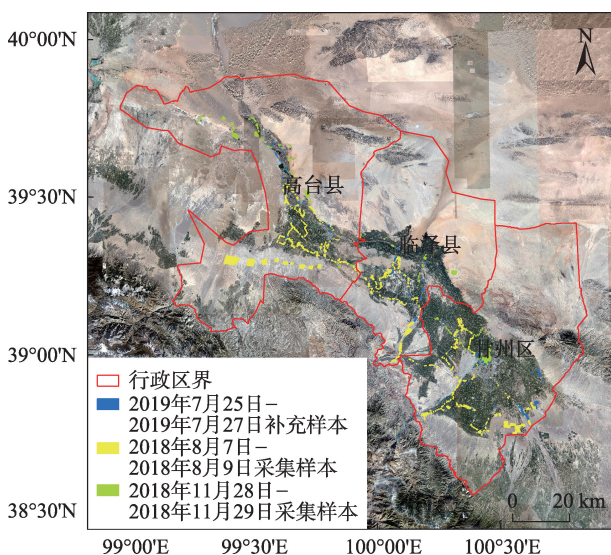 40°00'N
N
39°30'N
高台县
临泽县
39°00'N
甘州区
行政区界
2019年7月25日–
2019年7月27日补充样本
2018年8月7日–
2018年8月9日采集样本
2018年11月28日–
2018年11月29日采集样本
38°30'N
0 20 km
99°00'E 99°30'E 100°00'E 100°30'E